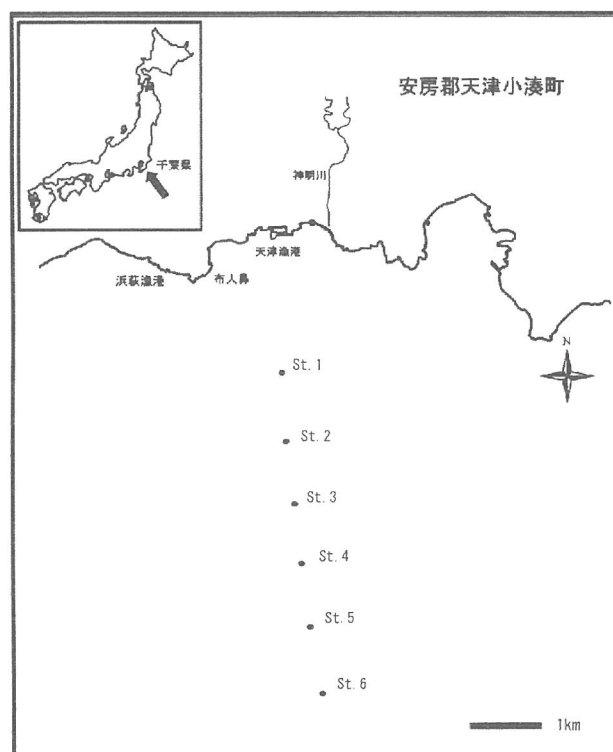 安房郡天津小湊町
千葉県
神明川
天津漁港
浜荻漁港
布入鼻
N
St. 1
St. 2
St. 3
St. 4
St. 5
St. 6
1km